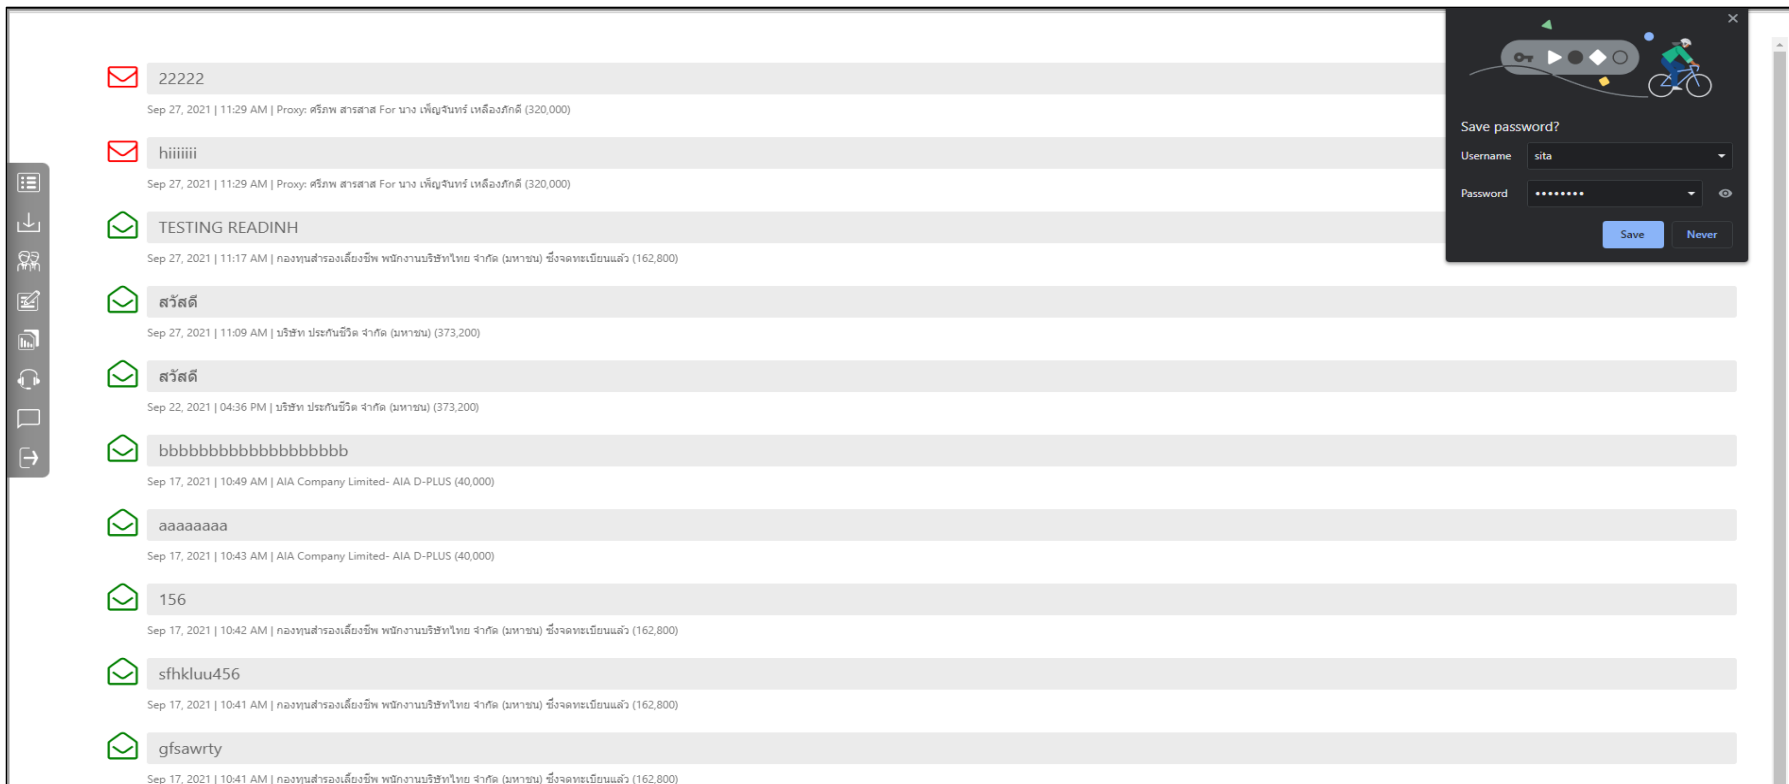 22222
Sep 27, 2021 | 11:29 AM | Proxy: ศรีภพ สารสาส For นาง เพ็ญจันทร์ เหลืองภักดี (320,000)
hiiiiiii
Sep 27, 2021 | 11:29 AM | Proxy: ศรีภพ สารสาส For นาง เพ็ญจันทร์ เหลืองภักดี (320,000)
TESTING READINH
Sep 27, 2021 | 11:17 AM | กองทุนสำรองเลี้ยงชีพ พนักงานบริษัทไทย จำกัด (มหาชน) ซึ่งจดทะเบียนแล้ว (162,800)
สวัสดี
Sep 27, 2021 | 11:09 AM | บริษัท ประกันชีวิต จำกัด (มหาชน) (373,200)
สวัสดี
Sep 22, 2021 | 04:36 PM | บริษัท ประกันชีวิต จำกัด (มหาชน) (373,200)
bbbbbbbbbbbbbbbbbbb
Sep 17, 2021 | 10:49 AM | AIA Company Limited- AIA D-PLUS (40,000)
aaaaaaaa
Sep 17, 2021 | 10:43 AM | AIA Company Limited- AIA D-PLUS (40,000)
156
Sep 17, 2021 | 10:42 AM | กองทุนสำรองเลี้ยงชีพ พนักงานบริษัทไทย จำกัด (มหาชน) ซึ่งจดทะเบียนแล้ว (162,800)
sfhkluu456
Sep 17, 2021 | 10:41 AM | กองทุนสำรองเลี้ยงชีพ พนักงานบริษัทไทย จำกัด (มหาชน) ซึ่งจดทะเบียนแล้ว (162,800)
gfsawrty
Sep 17, 2021 | 10:41 AM | กองทุนสำรองเลี้ยงชีพ พนักงานบริษัทไทย จำกัด (มหาชน) ซึ่งจดทะเบียนแล้ว (162,800)
Save password?
Username sita
Password ••••••••
Save Never